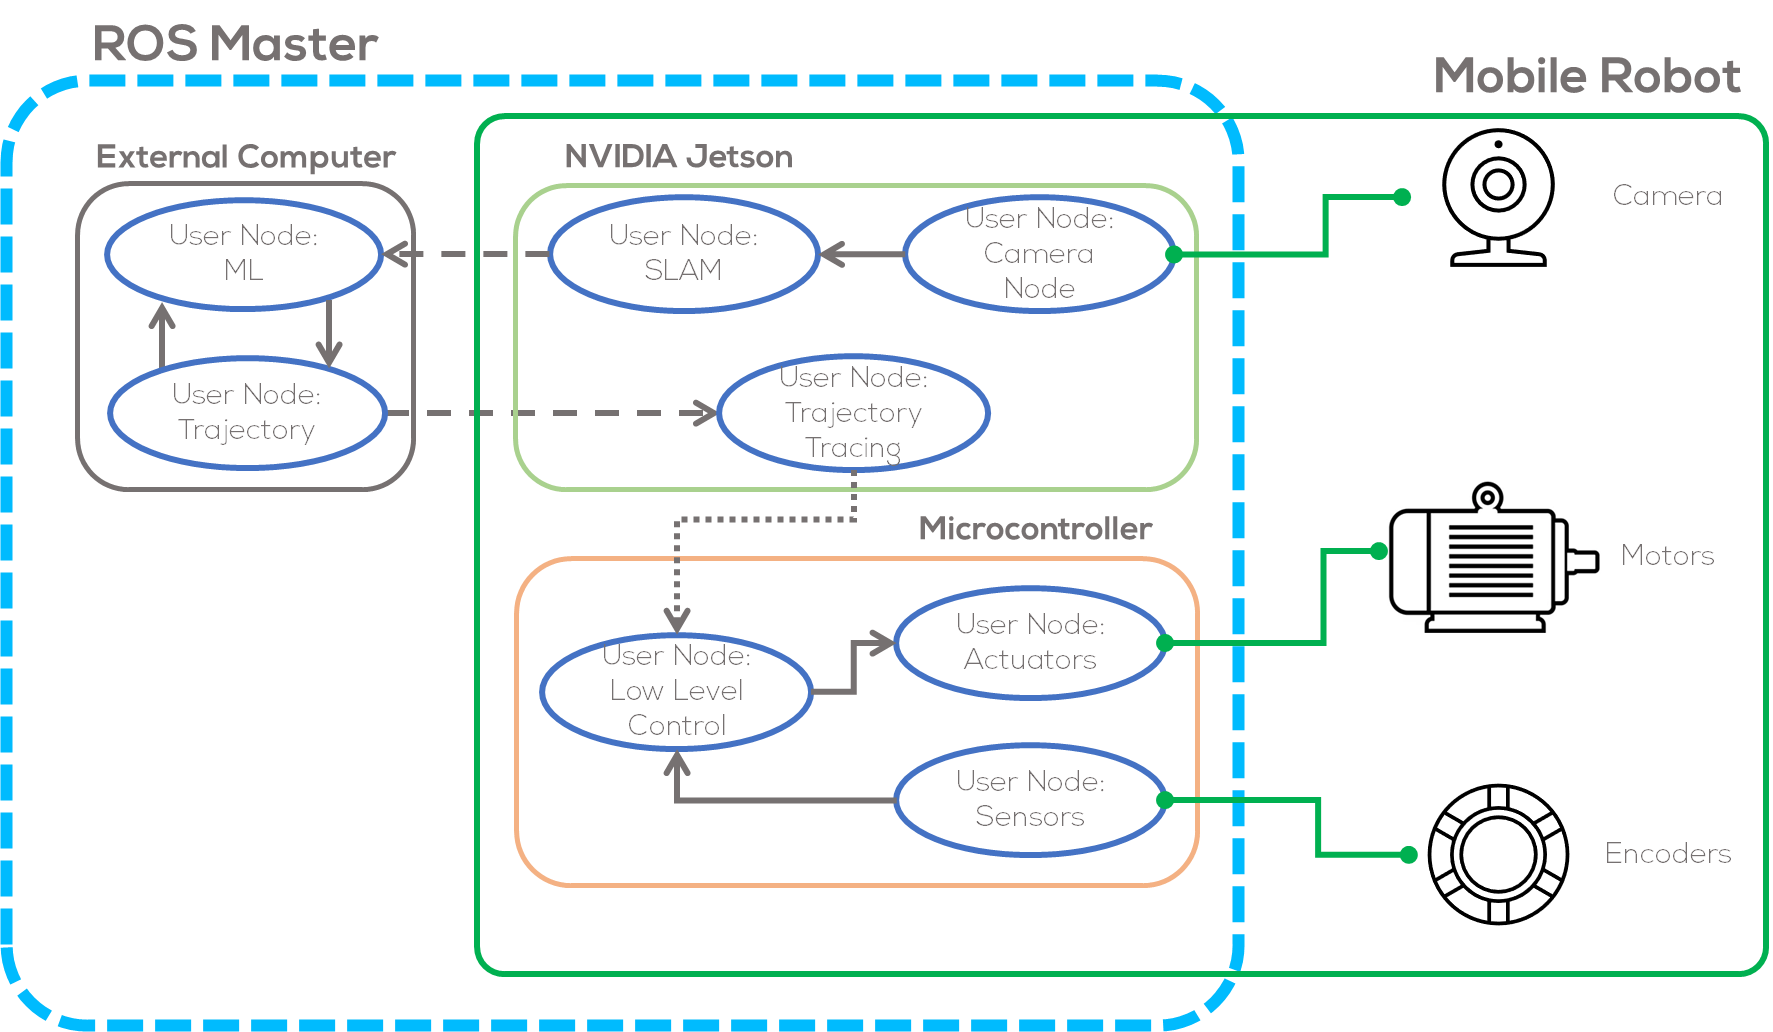 ROS Master
Mobile Robot
External Computer
NVIDIA Jetson
User Node:
ML
User Node:
SLAM
User Node:
Camera
Node
Camera
User Node:
Trajectory
User Node:
Trajectory
Tracing
Microcontroller
Motors
User Node:
Low Level
Control
User Node:
Actuators
User Node:
Sensors
Encoders